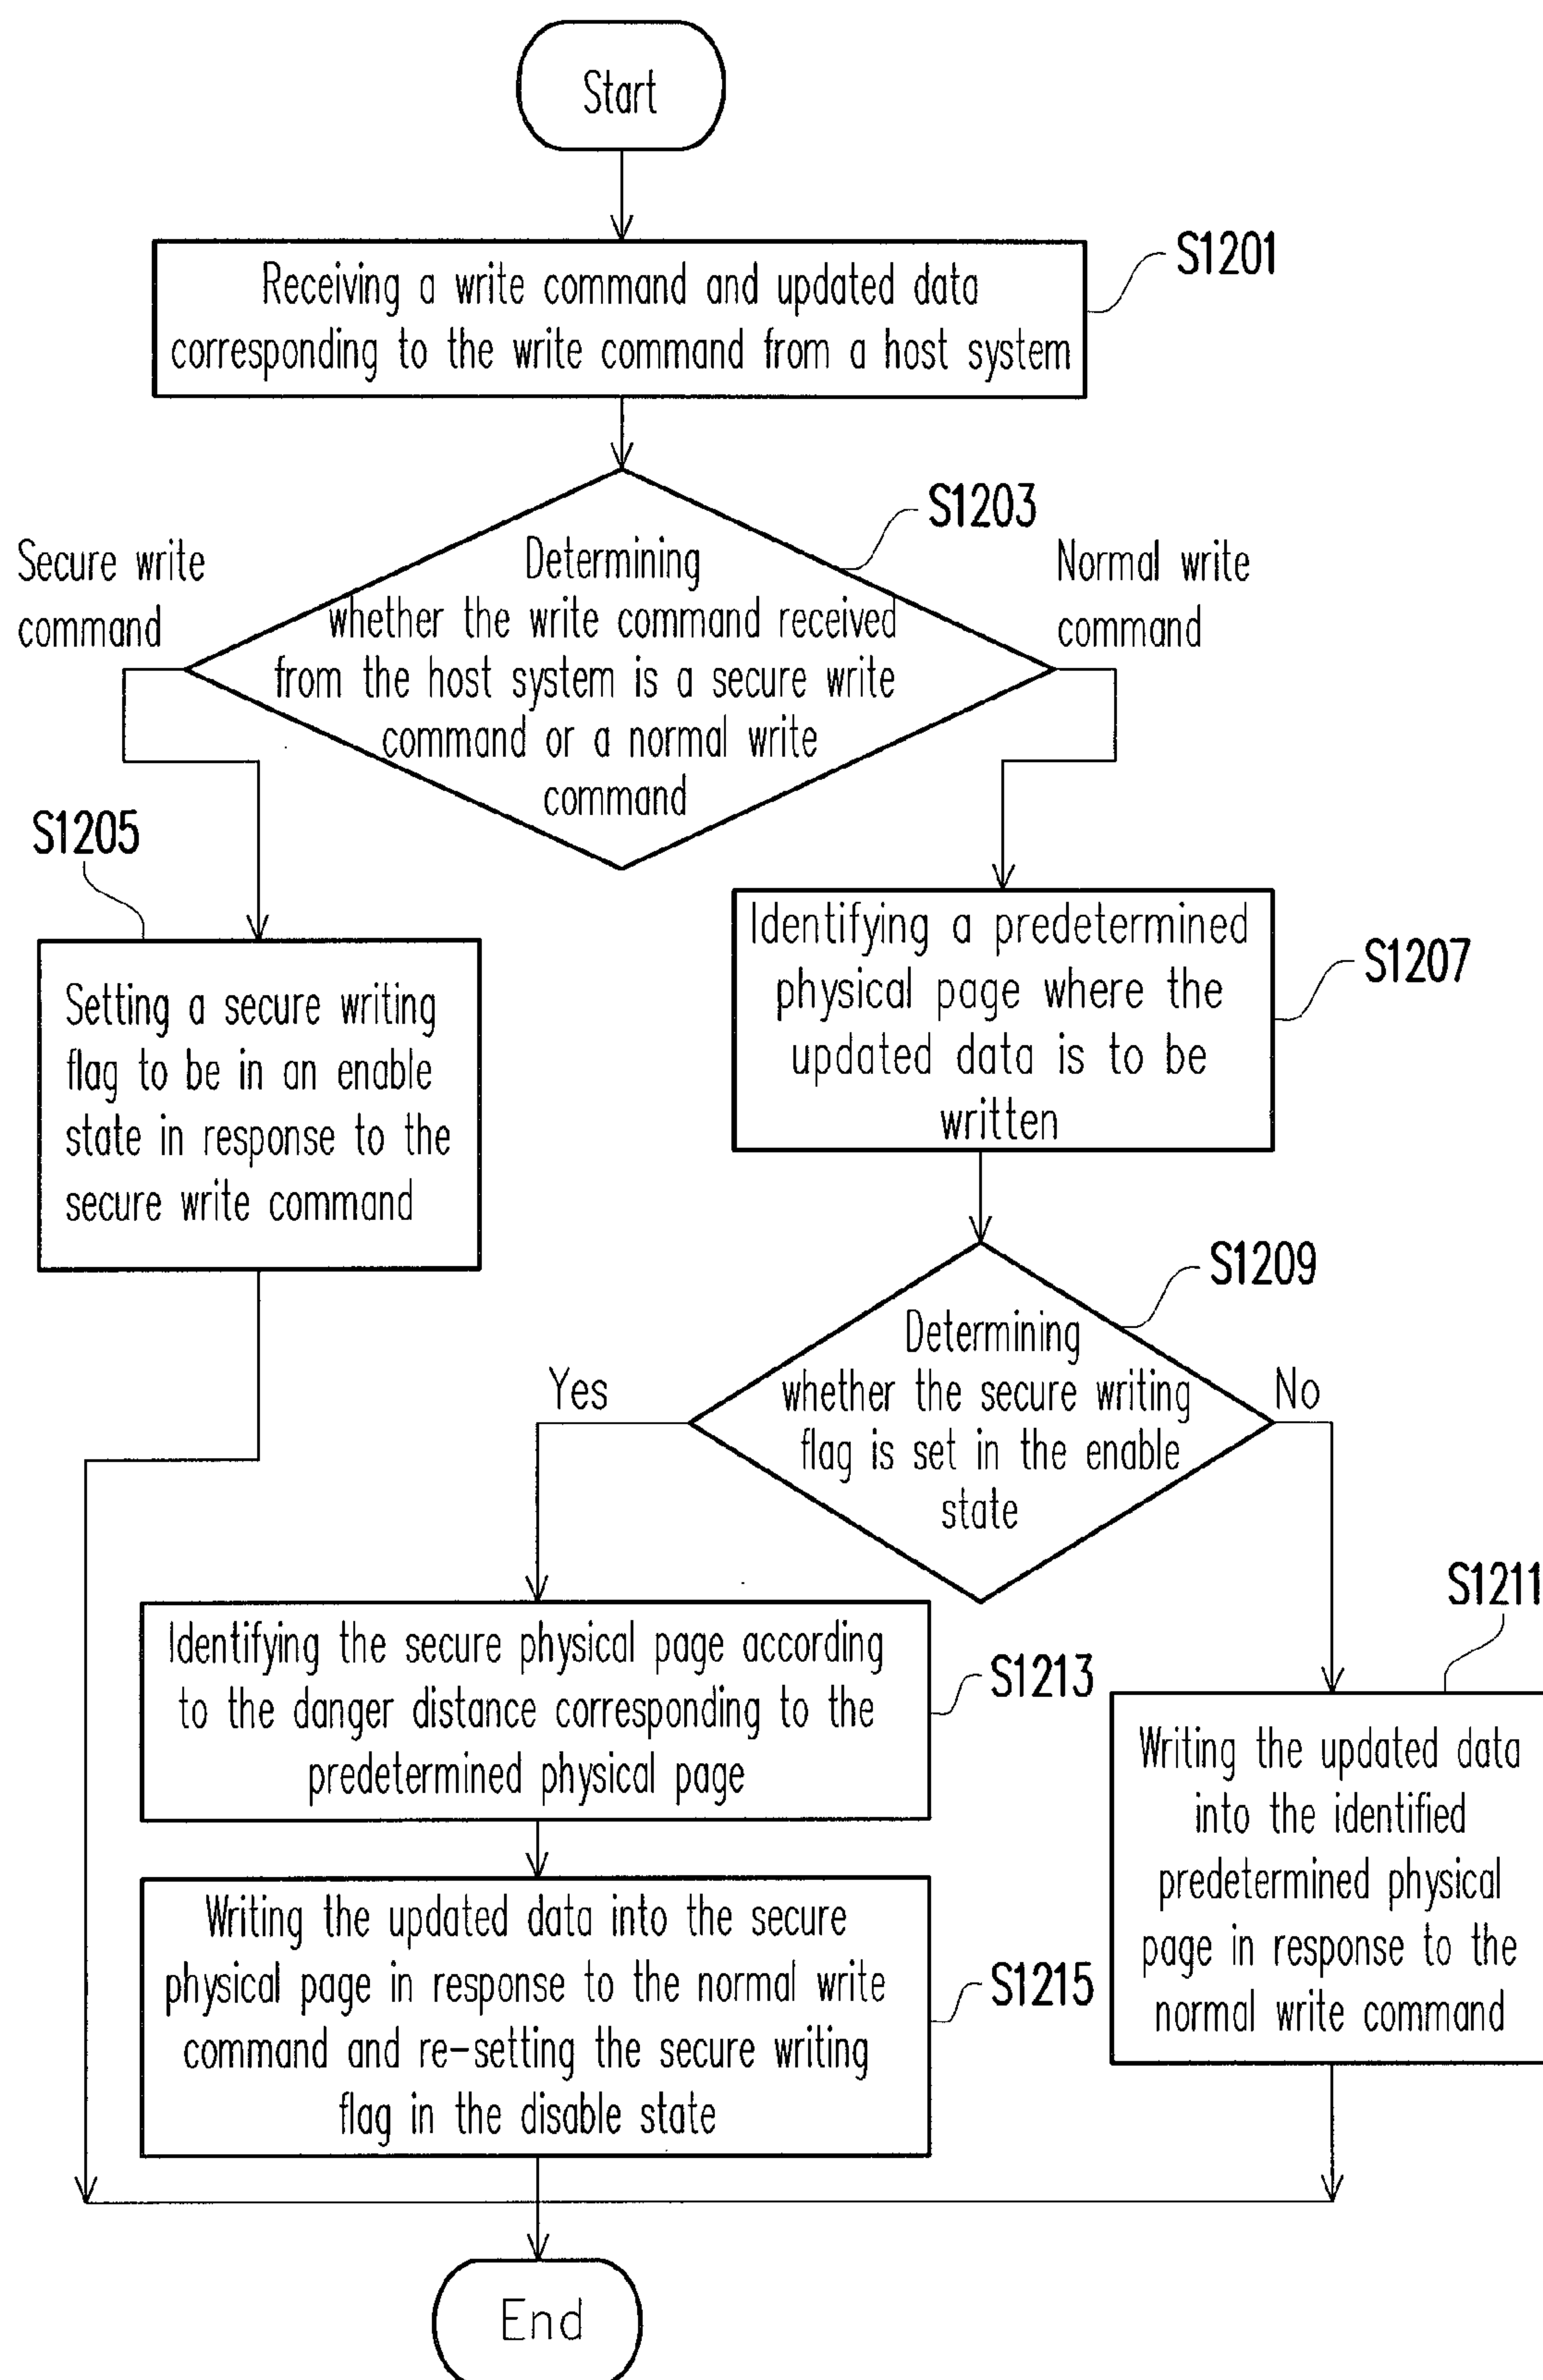 Start
S1201
Receiving a write command and updated data
corresponding to the write command from a host system
S1203
Secure write
command
Determining
whether the write command received
from the host system is a secure write
command or a normal write
command
Normal write
command
S1205
Setting a secure writing
flag to be in an enable
state in response to the
secure write command
Identifying a predetermined
physical page where the
updated data is to be
written
S1207
S1209
Determining
whether the secure writing
flag is set in the enable
state
Yes
No
S1211
Identifying the secure physical page according
to the danger distance corresponding to the
predetermined physical page
S1213
Writing the updated data
into the identified
predetermined physical
page in response to the
normal write command
Writing the updated data into the secure
physical page in response to the normal write
command and re-setting the secure writing
flag in the disable state
S1215
End